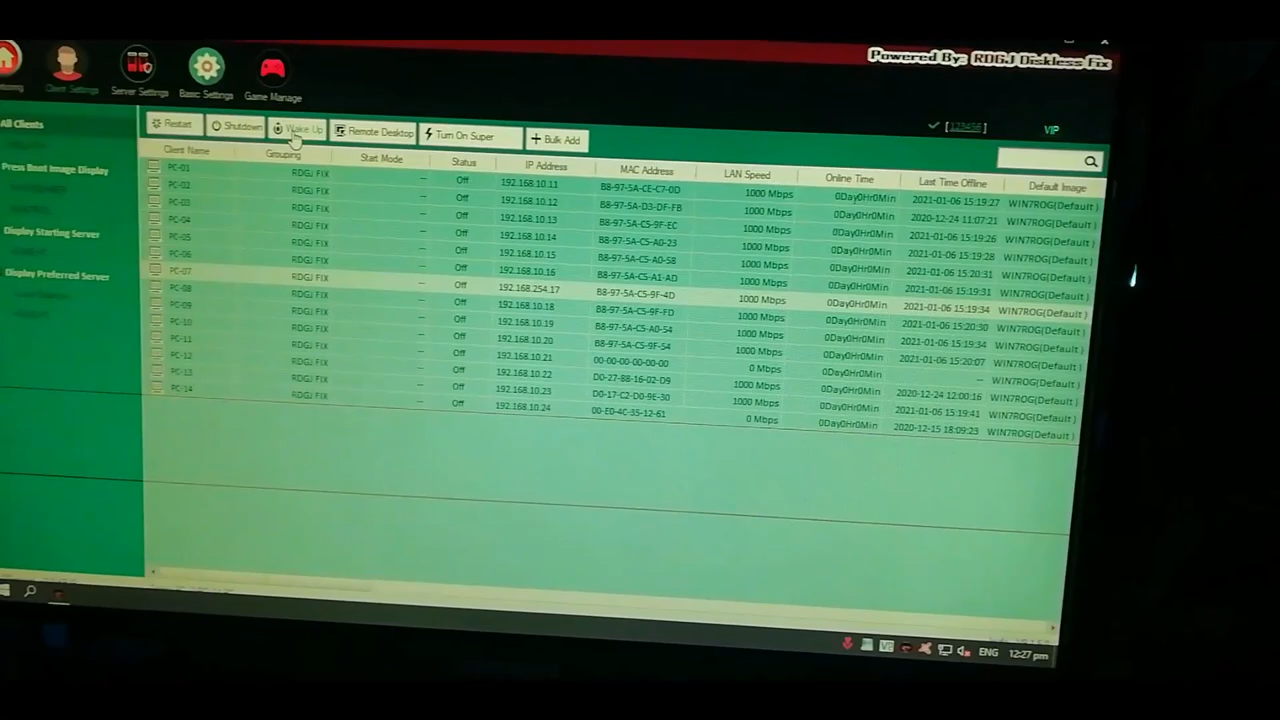 Powered By: RDGJ Diskless Fix
Client Settings Server Settings Basic Settings Game Manage
[123456] VIP
All Clients
Press Boot Image Display
Display Starting Server
Display Preferred Server
Restart Shutdown Wake Up Remote Desktop Turn On Super + Bulk Add
Client Name Grouping Start Mode Status IP Address MAC Address LAN Speed Online Time Last Time Offline Default Image
PC-01 RDGJ FIX — Off 192.168.10.11 B8-97-5A-CE-C7-0D 1000 Mbps 0Day0Hr0Min 2021-01-06 15:19:27 WIN7ROG(Default )
PC-02 RDGJ FIX — Off 192.168.10.12 B8-97-5A-D3-DF-FB 1000 Mbps 0Day0Hr0Min 2020-12-24 11:07:21 WIN7ROG(Default )
PC-03 RDGJ FIX — Off 192.168.10.13 B8-97-5A-C5-9F-EC 1000 Mbps 0Day0Hr0Min 2021-01-06 15:19:26 WIN7ROG(Default )
PC-04 RDGJ FIX — Off 192.168.10.14 B8-97-5A-C5-A0-23 1000 Mbps 0Day0Hr0Min 2021-01-06 15:19:28 WIN7ROG(Default )
PC-05 RDGJ FIX — Off 192.168.10.15 B8-97-5A-C5-A0-58 1000 Mbps 0Day0Hr0Min 2021-01-06 15:20:31 WIN7ROG(Default )
PC-06 RDGJ FIX — Off 192.168.10.16 B8-97-5A-C5-A1-AD 1000 Mbps 0Day0Hr0Min 2021-01-06 15:19:31 WIN7ROG(Default )
PC-07 RDGJ FIX — Off 192.168.254.17 B8-97-5A-C5-9F-4D 1000 Mbps 0Day0Hr0Min 2021-01-06 15:19:34 WIN7ROG(Default )
PC-08 RDGJ FIX — Off 192.168.10.18 B8-97-5A-C5-9F-FD 1000 Mbps 0Day0Hr0Min 2021-01-06 15:20:30 WIN7ROG(Default )
PC-09 RDGJ FIX — Off 192.168.10.19 B8-97-5A-C5-A0-54 1000 Mbps 0Day0Hr0Min 2021-01-06 15:19:34 WIN7ROG(Default )
PC-10 RDGJ FIX — Off 192.168.10.20 B8-97-5A-C5-9F-54 1000 Mbps 0Day0Hr0Min 2021-01-06 15:20:07 WIN7ROG(Default )
PC-11 RDGJ FIX — Off 192.168.10.21 00-00-00-00-00-00 0 Mbps 0Day0Hr0Min — WIN7ROG(Default )
PC-12 RDGJ FIX — Off 192.168.10.22 D0-27-B8-16-02-D9 1000 Mbps 0Day0Hr0Min 2020-12-24 12:00:16 WIN7ROG(Default )
PC-13 RDGJ FIX — Off 192.168.10.23 D0-17-C2-D0-9E-30 1000 Mbps 0Day0Hr0Min 2021-01-06 15:19:41 WIN7ROG(Default )
PC-14 RDGJ FIX — Off 192.168.10.24 00-E0-4C-35-12-61 0 Mbps 0Day0Hr0Min 2020-12-15 18:09:23 WIN7ROG(Default )
ENG 12:27 pm